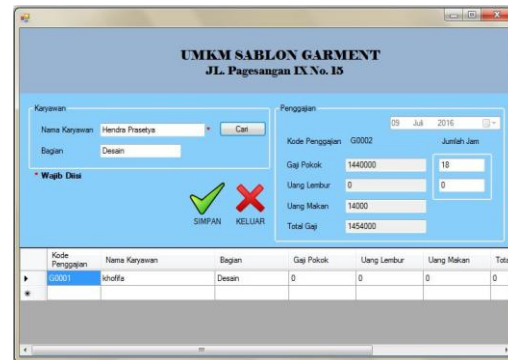 UMKM SABLON GARMENT
JL. Pagesangan IX No. 15
Karyawan
Nama Karyawan Hendra Prasetya * Cari
Bagian Desain
* Wajib Diisi
SIMPAN KELUAR
Penggajian
09 Juli 2016
Kode Penggajian G0002 Jumlah Jam
Gaji Pokok 1440000 18
Uang Lembur 0 0
Uang Makan 14000
Total Gaji 1454000
Kode Penggajian Nama Karyawan Bagian Gaji Pokok Uang Lembur Uang Makan Tota
G0001 khofifa Desain 0 0 0 0